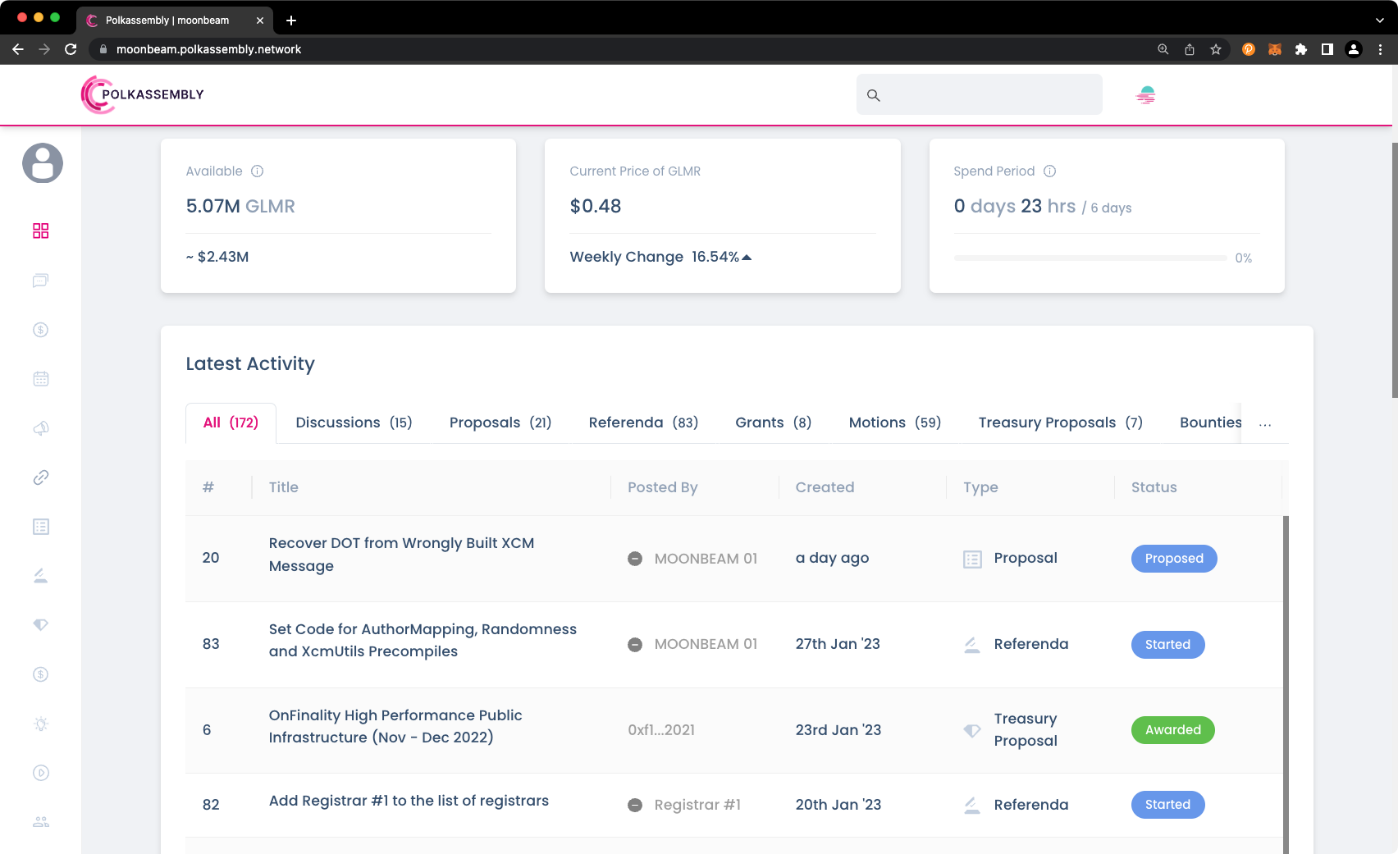 Polkassembly | moonbeam
moonbeam.polkassembly.network
POLKASSEMBLY
Available
5.07M GLMR
~ $2.43M
Current Price of GLMR
$0.48
Weekly Change 16.54%
Spend Period
0 days 23 hrs / 6 days
0%
Latest Activity
All (172) Discussions (15) Proposals (21) Referenda (83) Grants (8) Motions (59) Treasury Proposals (7) Bounties ...
# Title Posted By Created Type Status
20 Recover DOT from Wrongly Built XCM
Message
MOONBEAM 01 a day ago Proposal Proposed
83 Set Code for AuthorMapping, Randomness
and XcmUtils Precompiles
MOONBEAM 01 27th Jan '23 Referenda Started
6 OnFinality High Performance Public
Infrastructure (Nov - Dec 2022)
0xf1...2021 23rd Jan '23 Treasury
Proposal
Awarded
82 Add Registrar #1 to the list of registrars Registrar #1 20th Jan '23 Referenda Started